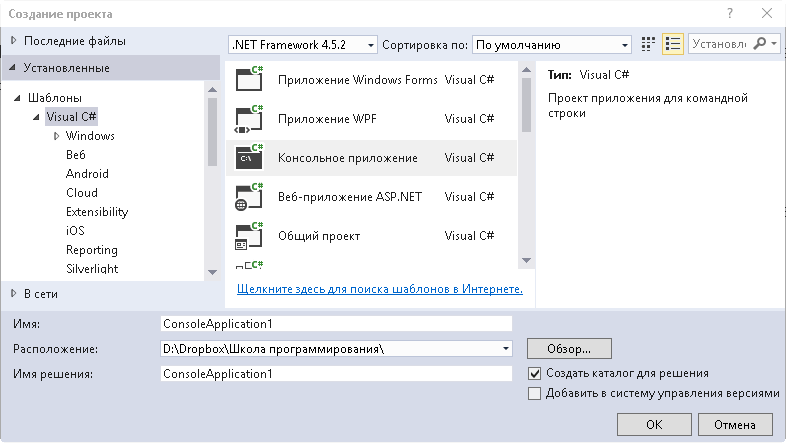 Создание проекта
? ×
Последние файлы
.NET Framework 4.5.2 Сортировка по: По умолчанию
Установленные
Шаблоны
Visual C#
Windows
Веб
Android
Cloud
Extensibility
iOS
Reporting
Silverlight
В сети
C# Приложение Windows Forms Visual C#
C# Приложение WPF Visual C#
C# C:\ Консольное приложение Visual C#
C# Веб-приложение ASP.NET Visual C#
C# Общий проект Visual C#
C#
Щелкните здесь для поиска шаблонов в Интернете.
Тип: Visual C#
Проект приложения для командной
строки
Имя: ConsoleApplication1
Расположение: D:\Dropbox\Школа программирования\ Обзор...
Имя решения: ConsoleApplication1
Создать каталог для решения
Добавить в систему управления версиями
OK Отмена